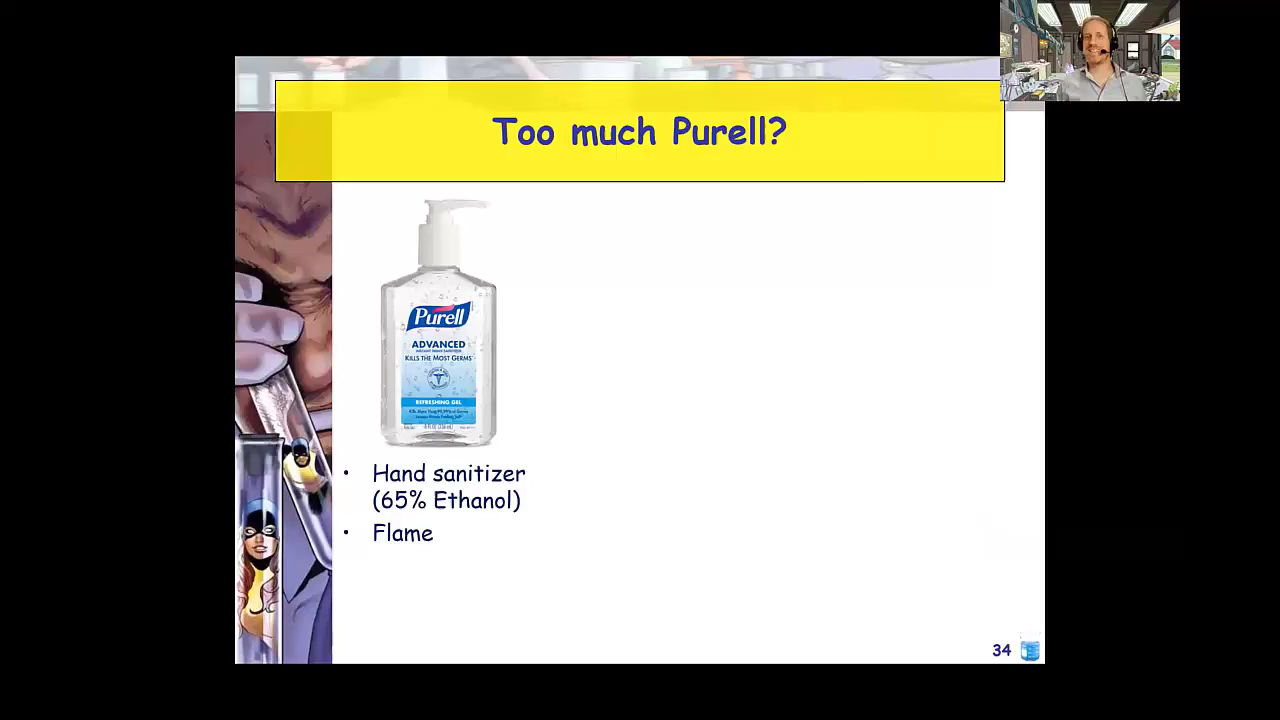 Too much Purell?
Purell
ADVANCED
KILLS THE MOST GERMS
REFRESHING GEL
• Hand sanitizer
(65% Ethanol)
• Flame
34